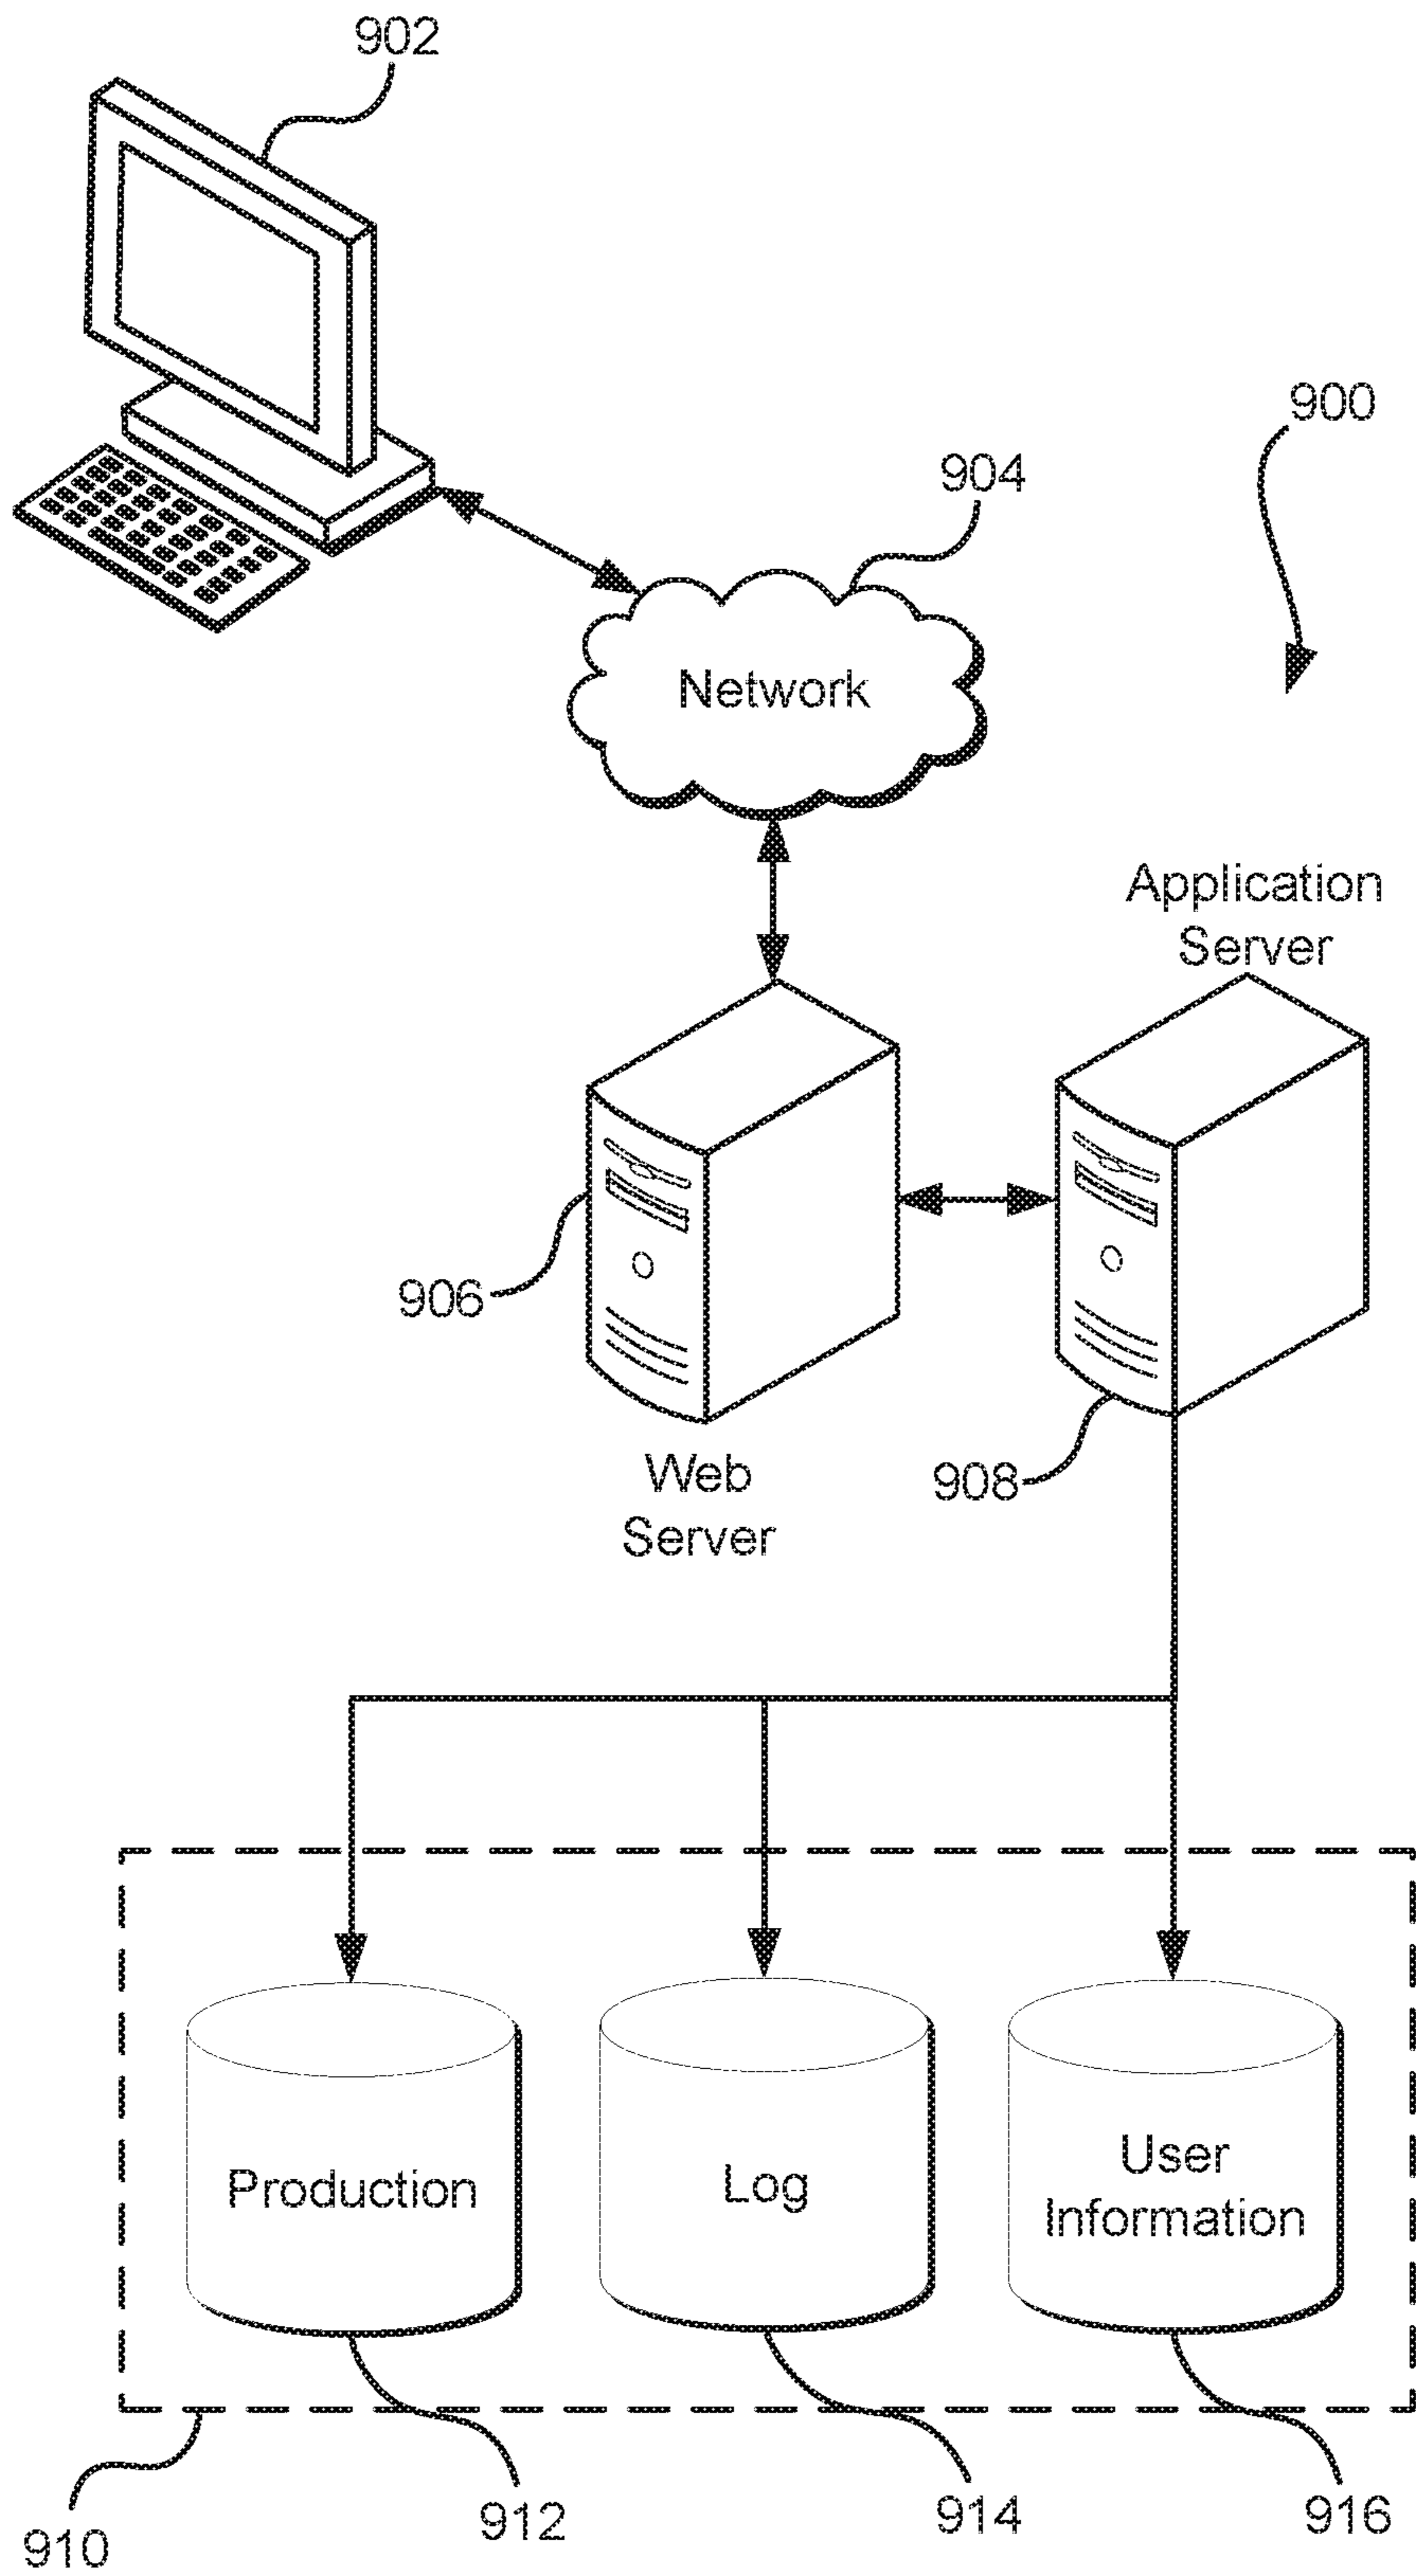 902
900
904
Network
Application
Server
906
908
Web
Server
Production
Log
User
Information
910
912
914
916